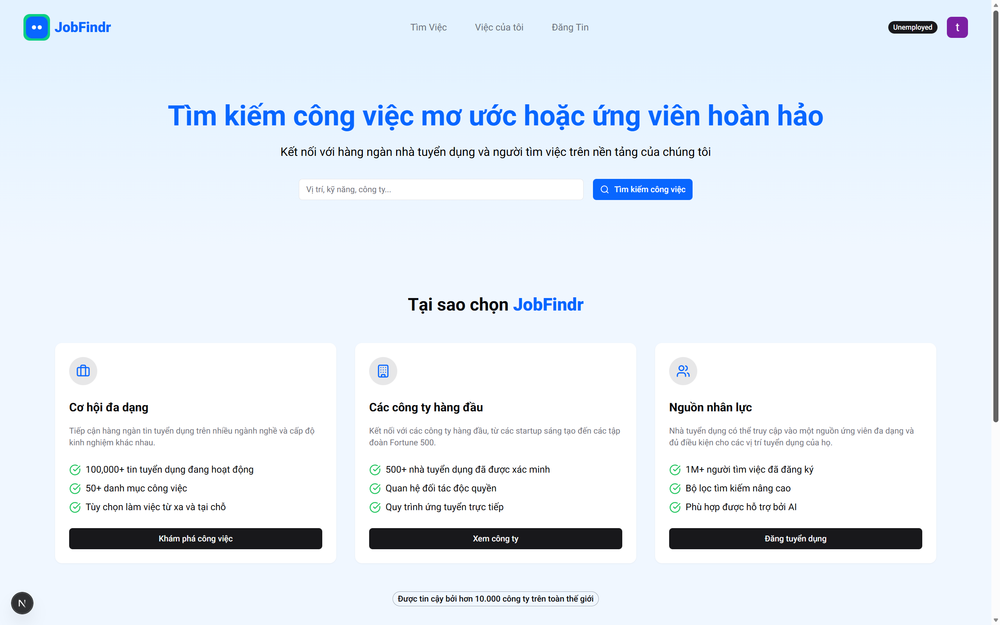 JobFindr
Tìm Việc
Việc của tôi
Đăng Tin
Unemployed
t
Tìm kiếm công việc mơ ước hoặc ứng viên hoàn hảo
Kết nối với hàng ngàn nhà tuyển dụng và người tìm việc trên nền tảng của chúng tôi
Vị trí, kỹ năng, công ty...
Tìm kiếm công việc
Tại sao chọn JobFindr
Cơ hội đa dạng
Tiếp cận hàng ngàn tin tuyển dụng trên nhiều ngành nghề và cấp độ
kinh nghiệm khác nhau.
100,000+ tin tuyển dụng đang hoạt động
50+ danh mục công việc
Tùy chọn làm việc từ xa và tại chỗ
Khám phá công việc
Các công ty hàng đầu
Kết nối với các công ty hàng đầu, từ các startup sáng tạo đến các tập
đoàn Fortune 500.
500+ nhà tuyển dụng đã được xác minh
Quan hệ đối tác độc quyền
Quy trình ứng tuyển trực tiếp
Xem công ty
Nguồn nhân lực
Nhà tuyển dụng có thể truy cập vào một nguồn ứng viên đa dạng và
đủ điều kiện cho các vị trí tuyển dụng của họ.
1M+ người tìm việc đã đăng ký
Bộ lọc tìm kiếm nâng cao
Phù hợp được hỗ trợ bởi AI
Đăng tuyển dụng
Được tin cậy bởi hơn 10.000 công ty trên toàn thế giới
N